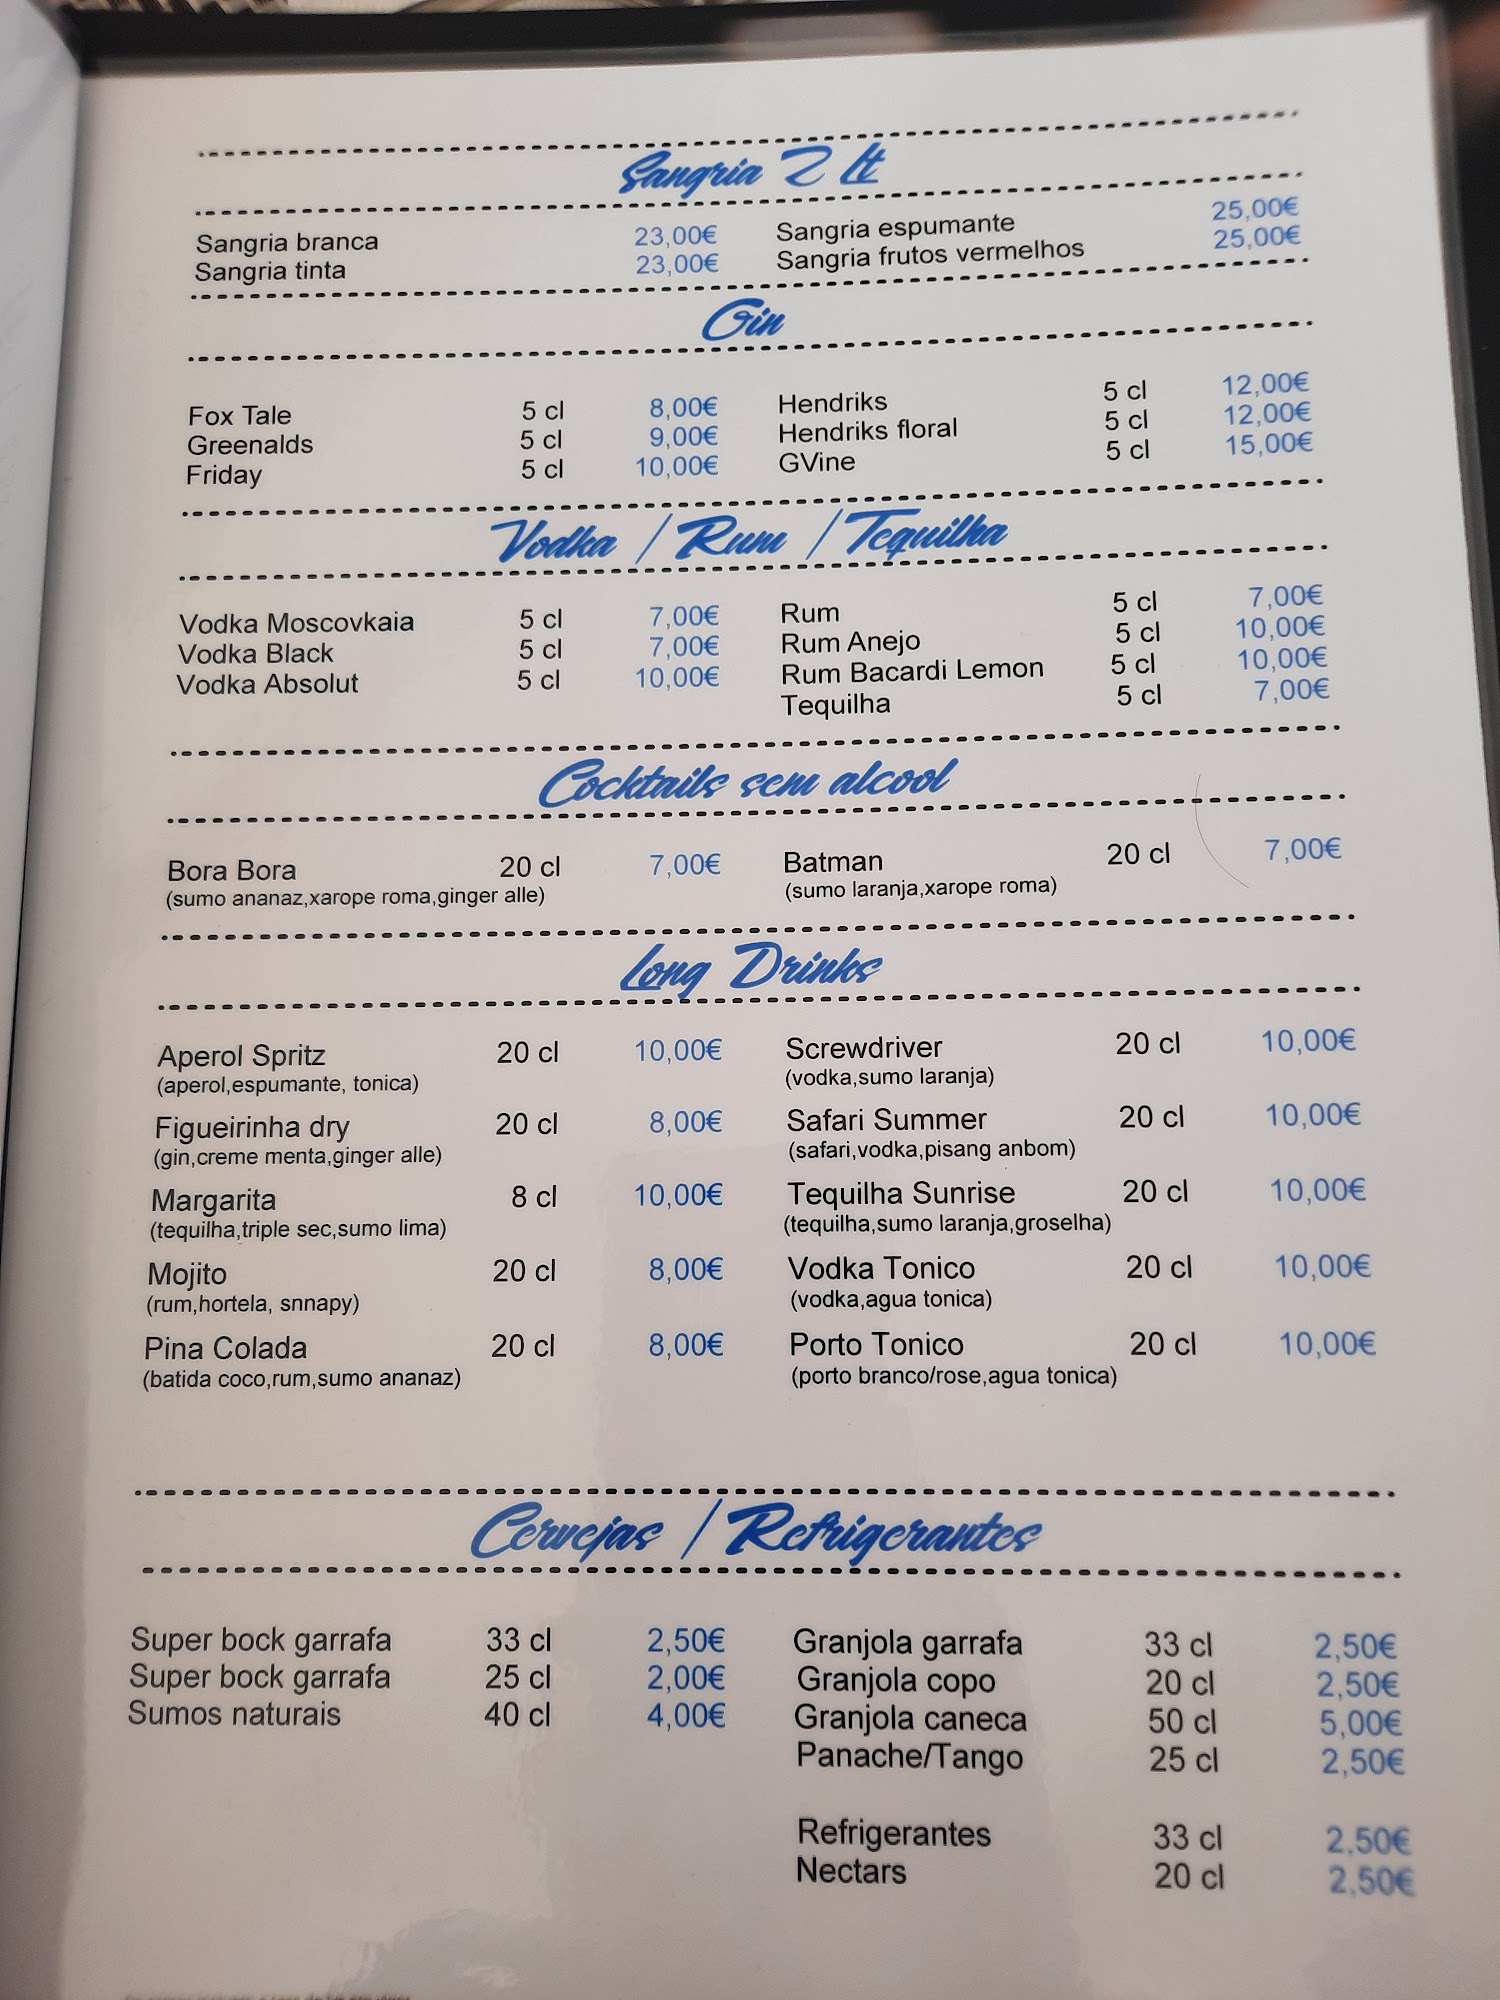 Sangria 2 Lt
Sangria branca 23,00€ Sangria espumante 25,00€
Sangria tinta 23,00€ Sangria frutos vermelhos 25,00€
Gin
Fox Tale 5 cl 8,00€ Hendriks 5 cl 12,00€
Greenalds 5 cl 9,00€ Hendriks floral 5 cl 12,00€
Friday 5 cl 10,00€ GVine 5 cl 15,00€
Vodka / Rum / Tequilha
Vodka Moscovkaia 5 cl 7,00€ Rum 5 cl 7,00€
Vodka Black 5 cl 7,00€ Rum Anejo 5 cl 10,00€
Vodka Absolut 5 cl 10,00€ Rum Bacardi Lemon 5 cl 10,00€
Tequilha 5 cl 7,00€
Cocktails sem alcool
Bora Bora 20 cl 7,00€ Batman 20 cl 7,00€
(sumo ananaz,xarope roma,ginger alle) (sumo laranja,xarope roma)
Long Drinks
Aperol Spritz 20 cl 10,00€ Screwdriver 20 cl 10,00€
(aperol,espumante, tonica) (vodka,sumo laranja)
Figueirinha dry 20 cl 8,00€ Safari Summer 20 cl 10,00€
(gin,creme menta,ginger alle) (safari,vodka,pisang anbom)
Margarita 8 cl 10,00€ Tequilha Sunrise 20 cl 10,00€
(tequilha,triple sec,sumo lima) (tequilha,sumo laranja,groselha)
Mojito 20 cl 8,00€ Vodka Tonico 20 cl 10,00€
(rum,hortela, snnapy) (vodka,agua tonica)
Pina Colada 20 cl 8,00€ Porto Tonico 20 cl 10,00€
(batida coco,rum,sumo ananaz) (porto branco/rose,agua tonica)
Cervejas / Refrigerantes
Super bock garrafa 33 cl 2,50€ Granjola garrafa 33 cl 2,50€
Super bock garrafa 25 cl 2,00€ Granjola copo 20 cl 2,50€
Sumos naturais 40 cl 4,00€ Granjola caneca 50 cl 5,00€
Panache/Tango 25 cl 2,50€
Refrigerantes 33 cl 2,50€
Nectars 20 cl 2,50€